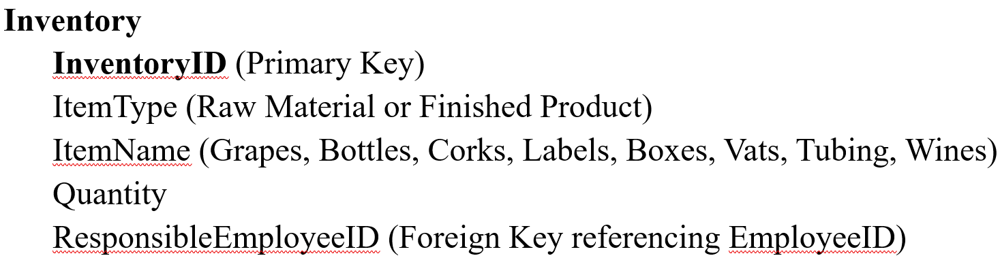 Inventory
InventoryID (Primary Key)
ItemType (Raw Material or Finished Product)
ItemName (Grapes, Bottles, Corks, Labels, Boxes, Vats, Tubing, Wines)
Quantity
ResponsibleEmployeeID (Foreign Key referencing EmployeeID)